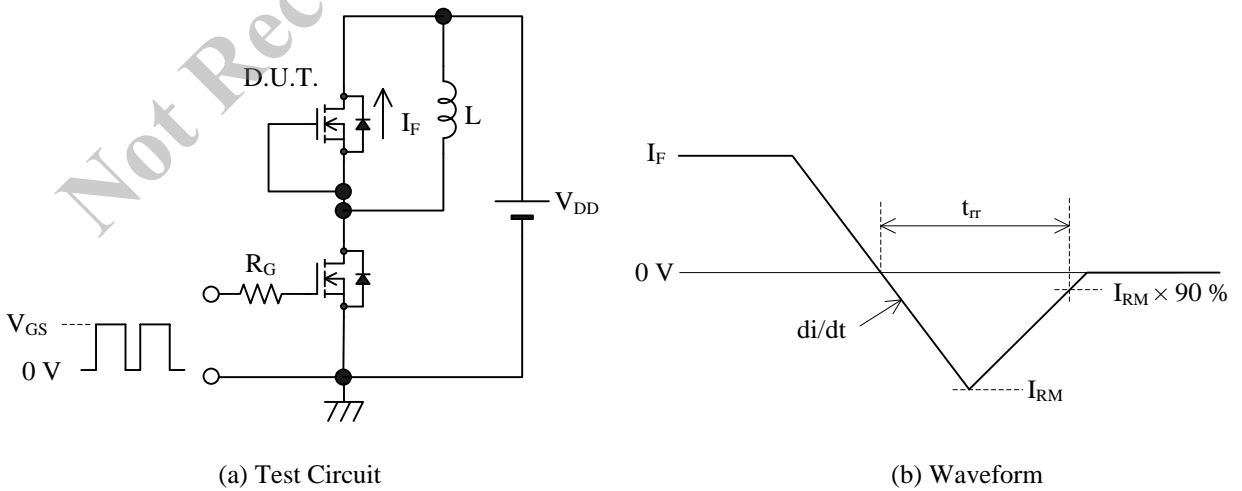 Not Rec
D.U.T.
I_F
L
V_DD
R_G
V_GS
0 V
(a) Test Circuit
I_F
t_rr
0 V
I_RM × 90 %
di/dt
I_RM
(b) Waveform